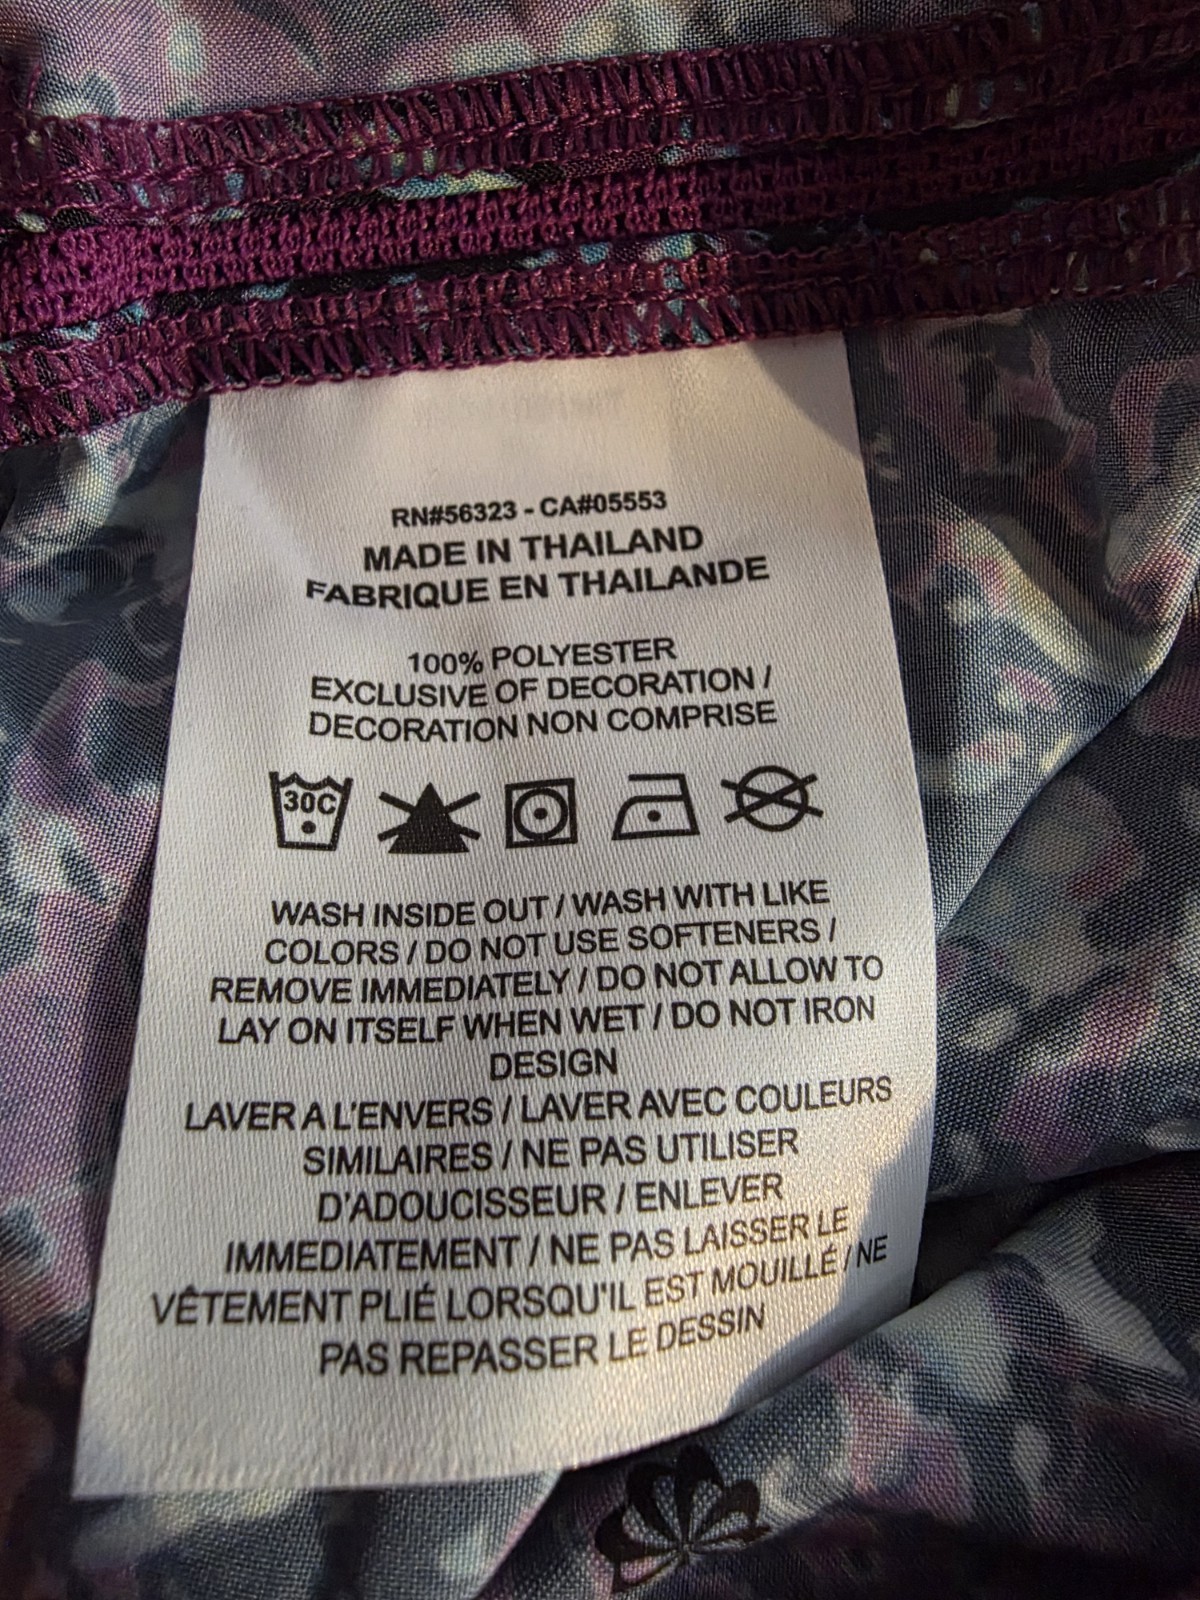 RN#56323 - CA#05553
MADE IN THAILAND
FABRIQUE EN THAILANDE
100% POLYESTER
EXCLUSIVE OF DECORATION /
DECORATION NON COMPRISE
30C
WASH INSIDE OUT / WASH WITH LIKE
COLORS / DO NOT USE SOFTENERS /
REMOVE IMMEDIATELY / DO NOT ALLOW TO
LAY ON ITSELF WHEN WET / DO NOT IRON
DESIGN
LAVER A L'ENVERS / LAVER AVEC COULEURS
SIMILAIRES / NE PAS UTILISER
D'ADOUCISSEUR / ENLEVER
IMMEDIATEMENT / NE PAS LAISSER LE
VÊTEMENT PLIÉ LORSQU'IL EST MOUILLÉ / NE
PAS REPASSER LE DESSIN